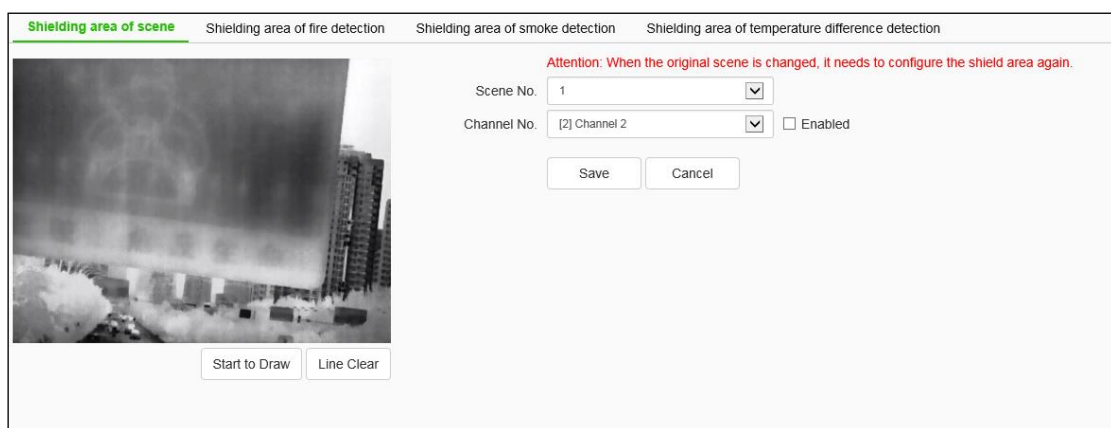 Shielding area of scene Shielding area of fire detection Shielding area of smoke detection Shielding area of temperature difference detection
Attention: When the original scene is changed, it needs to configure the shield area again.
Scene No. 1
Channel No. [2] Channel 2 Enabled
Save Cancel
Start to Draw Line Clear